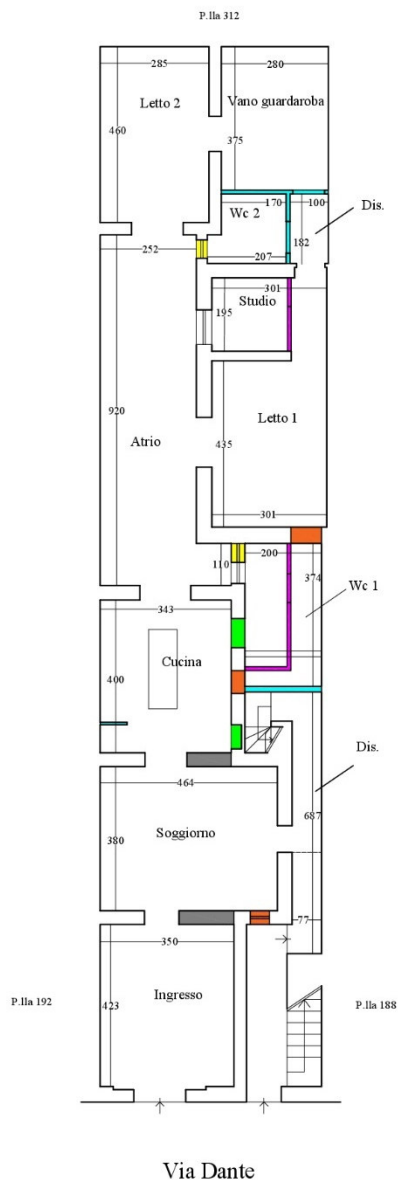 P.lla 312
285
280
Letto 2
Vano guardaroba
460
375
170
100
Dis.
Wc 2
182
252
207
301
Studio
195
920
Letto 1
Atrio
435
301
110
200
374
Wc 1
343
Cucina
400
Dis.
464
687
Soggiorno
380
77
350
P.lla 192
423
Ingresso
P.lla 188
Via Dante